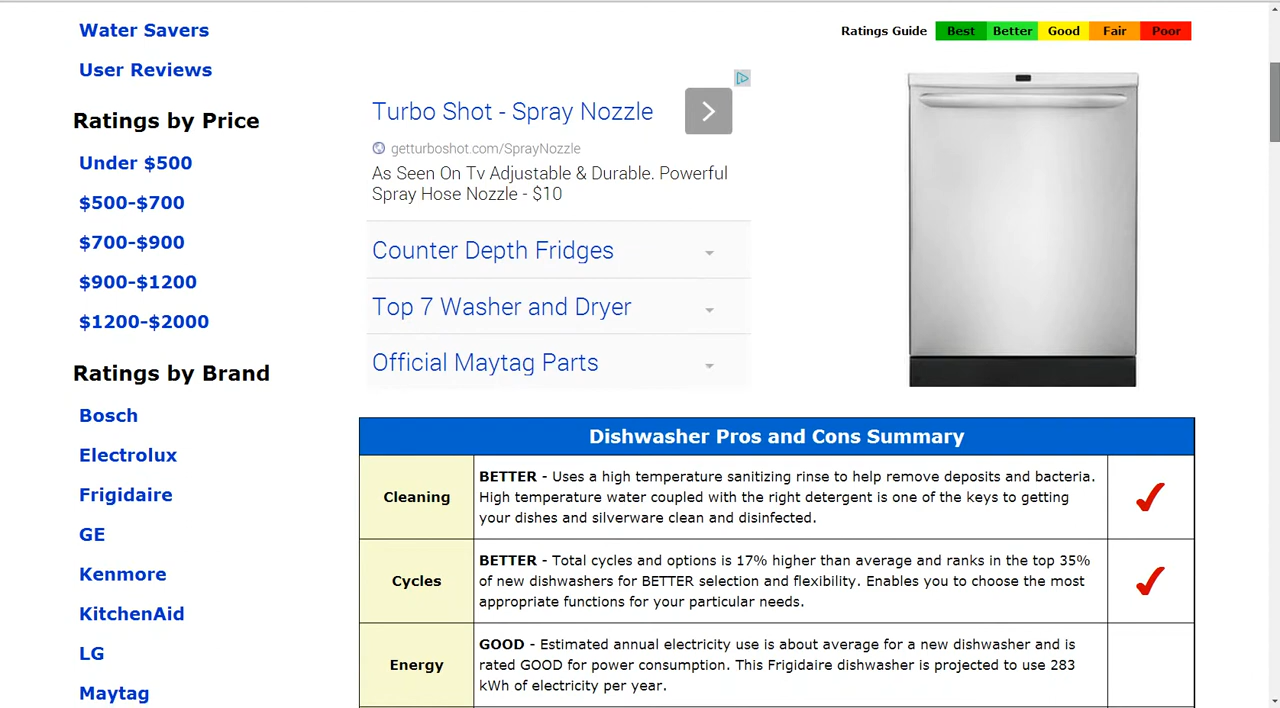 Water Savers
User Reviews
Ratings by Price
Under $500
$500-$700
$700-$900
$900-$1200
$1200-$2000
Ratings by Brand
Bosch
Electrolux
Frigidaire
GE
Kenmore
KitchenAid
LG
Maytag
Ratings Guide Best Better Good Fair Poor
Turbo Shot - Spray Nozzle
getturboshot.com/SprayNozzle
As Seen On Tv Adjustable & Durable. Powerful
Spray Hose Nozzle - $10
Counter Depth Fridges
Top 7 Washer and Dryer
Official Maytag Parts
Dishwasher Pros and Cons Summary
Cleaning
BETTER - Uses a high temperature sanitizing rinse to help remove deposits and bacteria.
High temperature water coupled with the right detergent is one of the keys to getting
your dishes and silverware clean and disinfected.
Cycles
BETTER - Total cycles and options is 17% higher than average and ranks in the top 35%
of new dishwashers for BETTER selection and flexibility. Enables you to choose the most
appropriate functions for your particular needs.
Energy
GOOD - Estimated annual electricity use is about average for a new dishwasher and is
rated GOOD for power consumption. This Frigidaire dishwasher is projected to use 283
kWh of electricity per year.